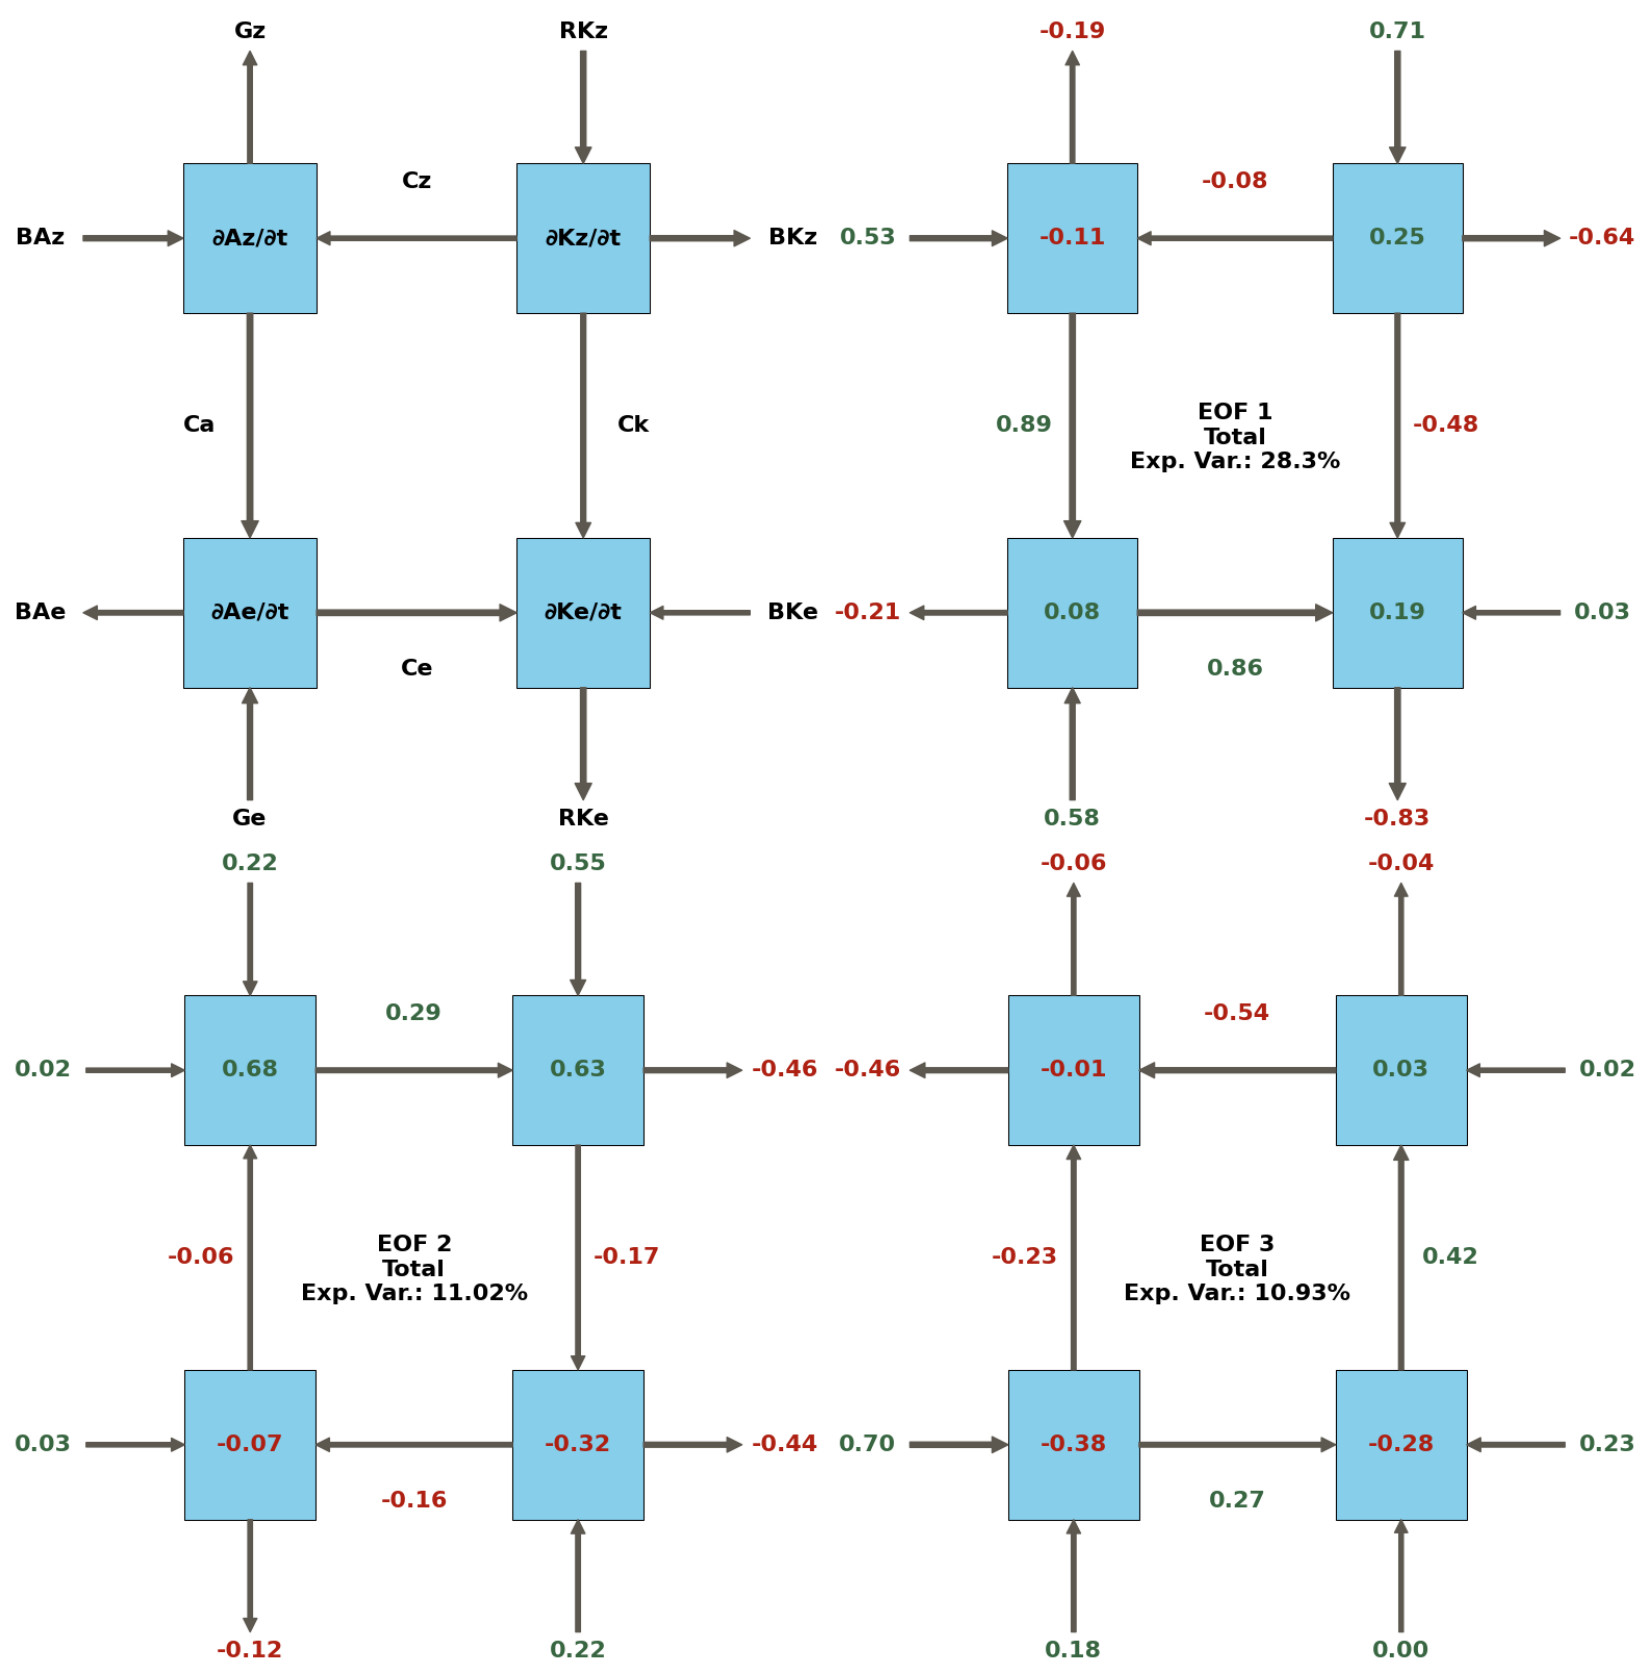 Gz
RKz
-0.19
0.71
Cz
-0.08
BAz
∂Az/∂t
∂Kz/∂t
BKz
0.53
-0.11
0.25
-0.64
Ca
Ck
0.89
EOF 1
Total
Exp. Var.: 28.3%
-0.48
BAe
∂Ae/∂t
∂Ke/∂t
BKe
-0.21
0.08
0.19
0.03
Ce
0.86
Ge
RKe
0.58
-0.83
0.22
0.55
-0.06
-0.04
0.29
-0.54
0.02
0.68
0.63
-0.46
-0.46
-0.01
0.03
0.02
-0.06
EOF 2
Total
Exp. Var.: 11.02%
-0.17
-0.23
EOF 3
Total
Exp. Var.: 10.93%
0.42
0.03
-0.07
-0.32
-0.44
0.70
-0.38
-0.28
0.23
-0.16
0.27
-0.12
0.22
0.18
0.00